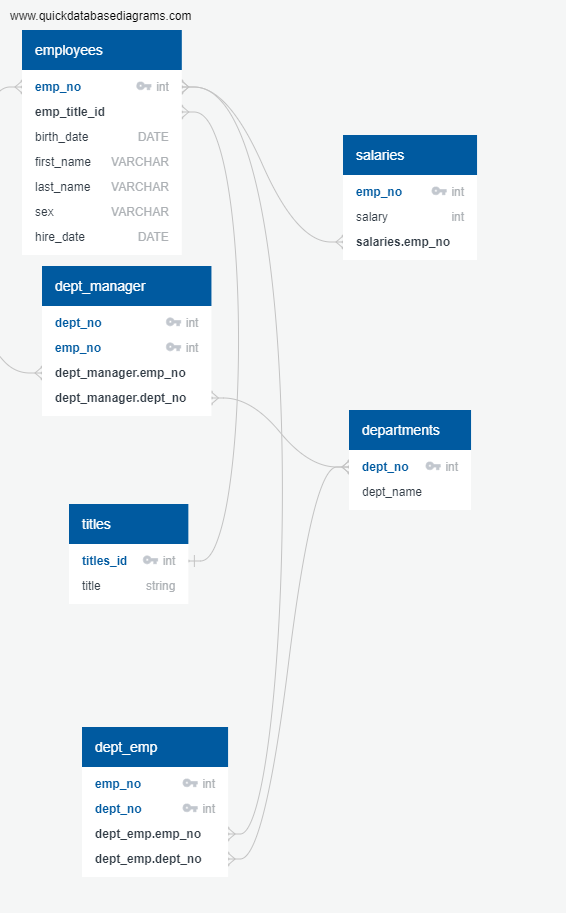 www.quickdatabasediagrams.com
employees
emp_no int
emp_title_id
birth_date DATE
first_name VARCHAR
last_name VARCHAR
sex VARCHAR
hire_date DATE
salaries
emp_no int
salary int
salaries.emp_no
dept_manager
dept_no int
emp_no int
dept_manager.emp_no
dept_manager.dept_no
departments
dept_no int
dept_name
titles
titles_id int
title string
dept_emp
emp_no int
dept_no int
dept_emp.emp_no
dept_emp.dept_no